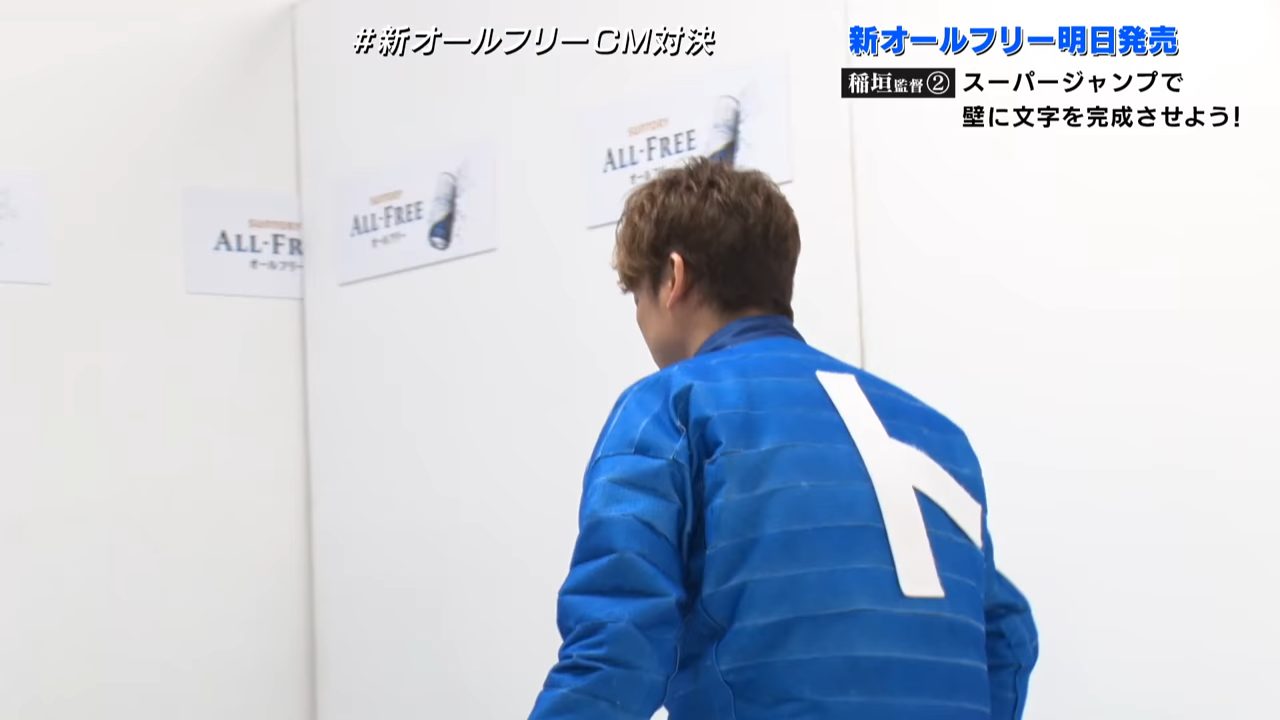 #新オールフリーCM対決
新オールフリー明日発売
稲垣監督② スーパージャンプで
壁に文字を完成させよう!
SUNTORY
ALL-FREE
オールフリー
SUNTORY
ALL-FREE
オールフリー
SUNTORY
ALL-FR
オールフリー
ト